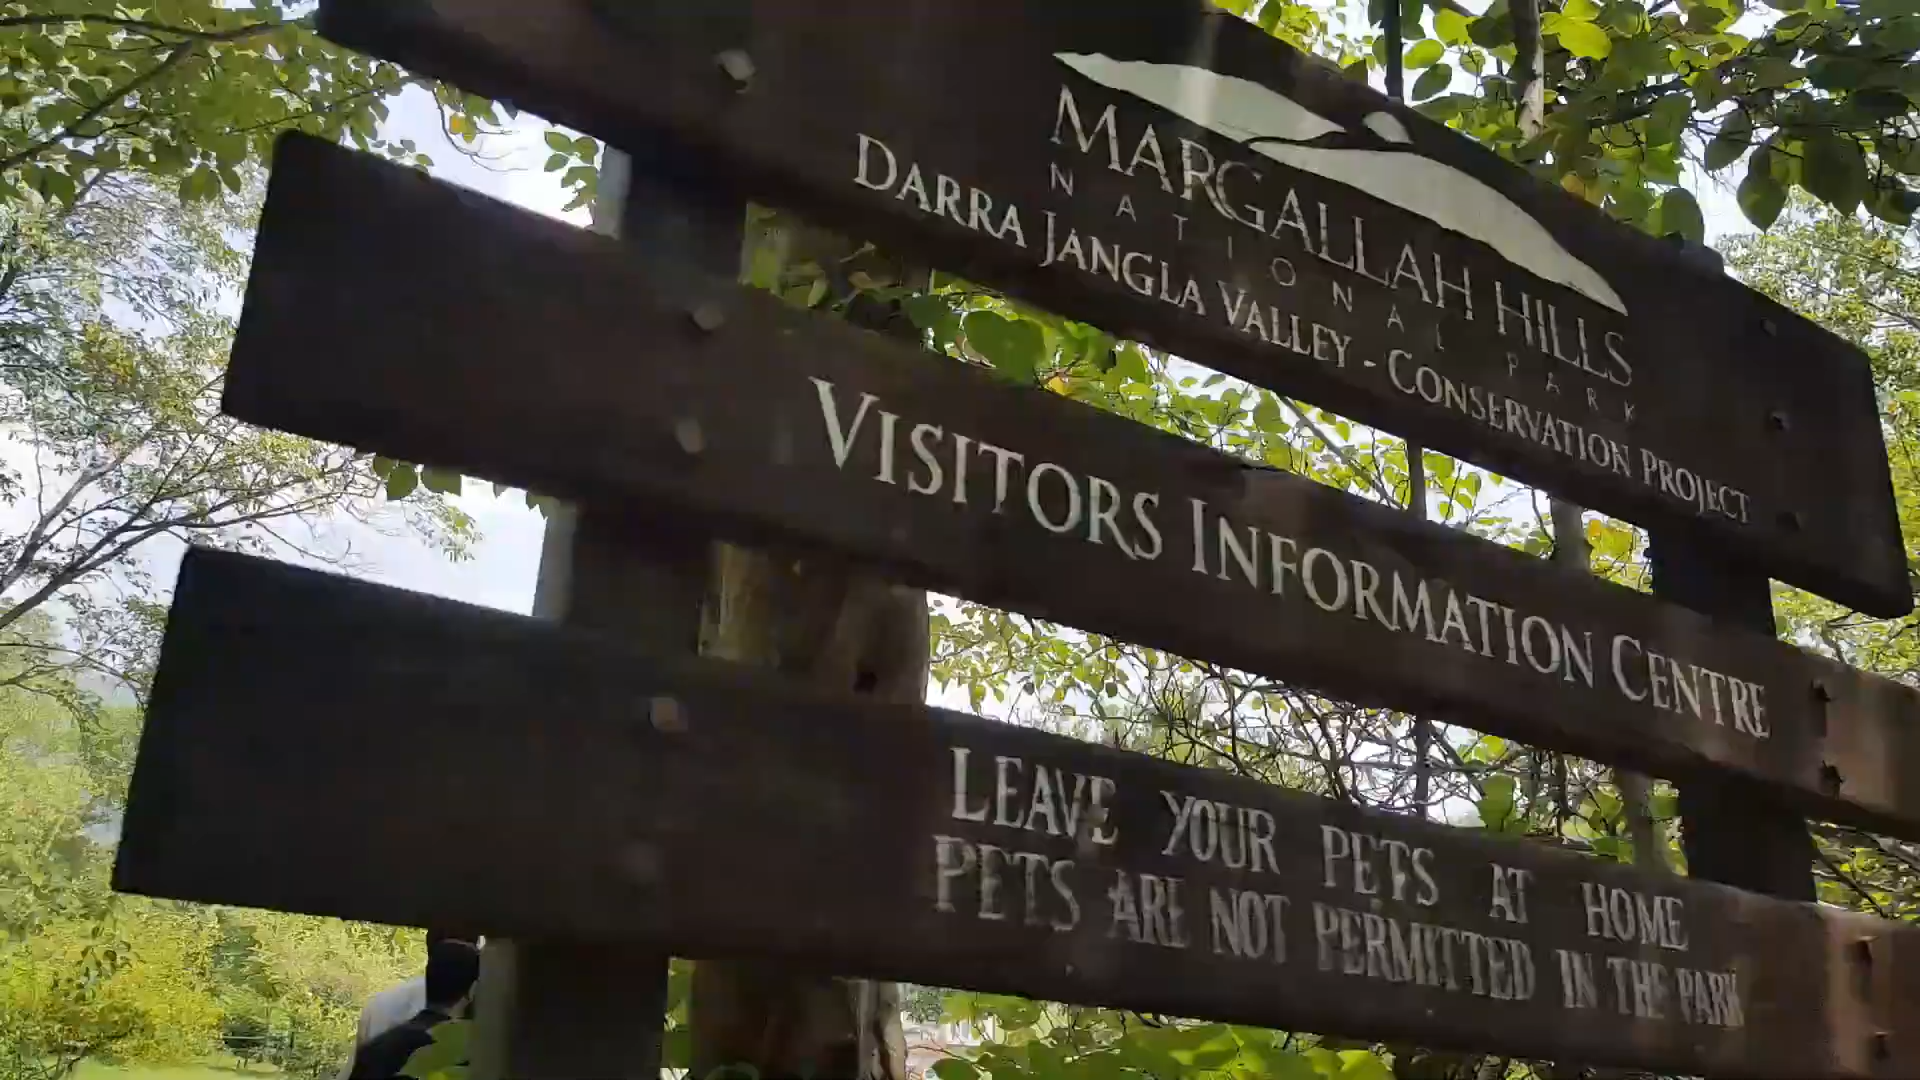 MARGALLAH HILLS
NATIONAL PARK
DARRA JANGLA VALLEY - CONSERVATION PROJECT
VISITORS INFORMATION CENTRE
LEAVE YOUR PETS AT HOME
PETS ARE NOT PERMITTED IN THE PARK